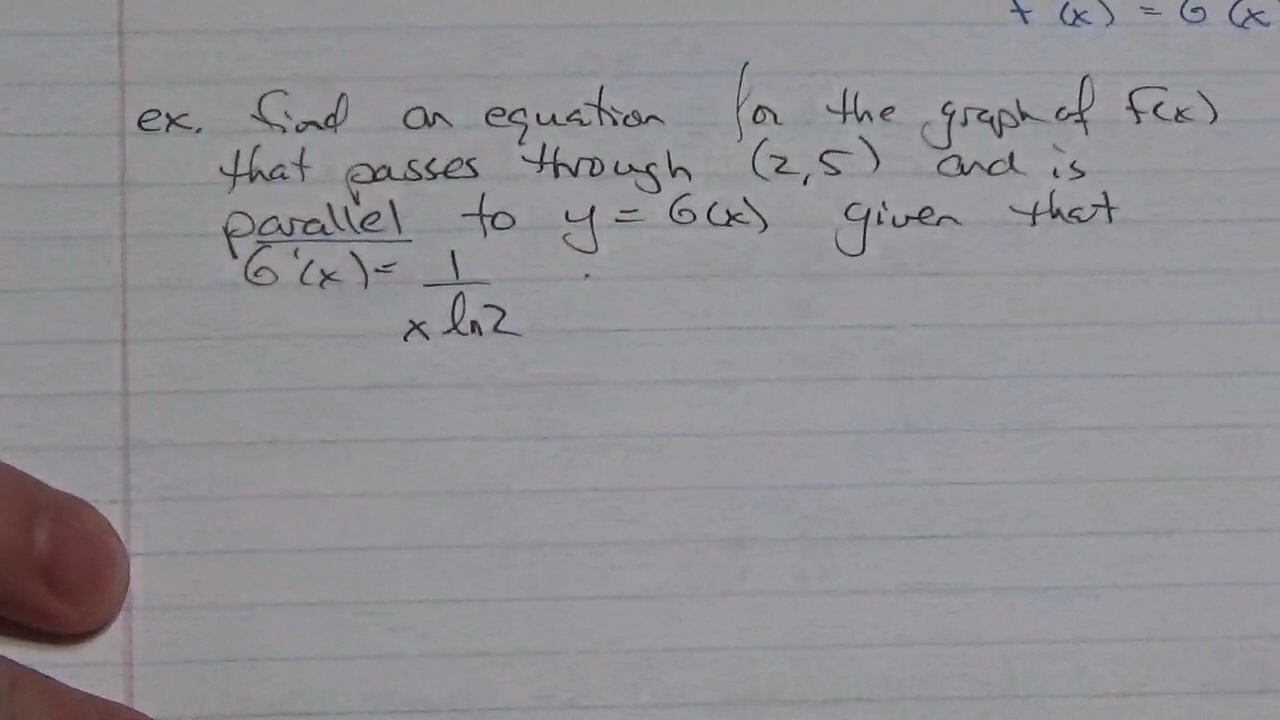 f(x) = G(x
ex. find an equation for the graph of F(x)
that passes through (2,5) and is
parallel to y = G(x) given that
G'(x) = 1
x ln2